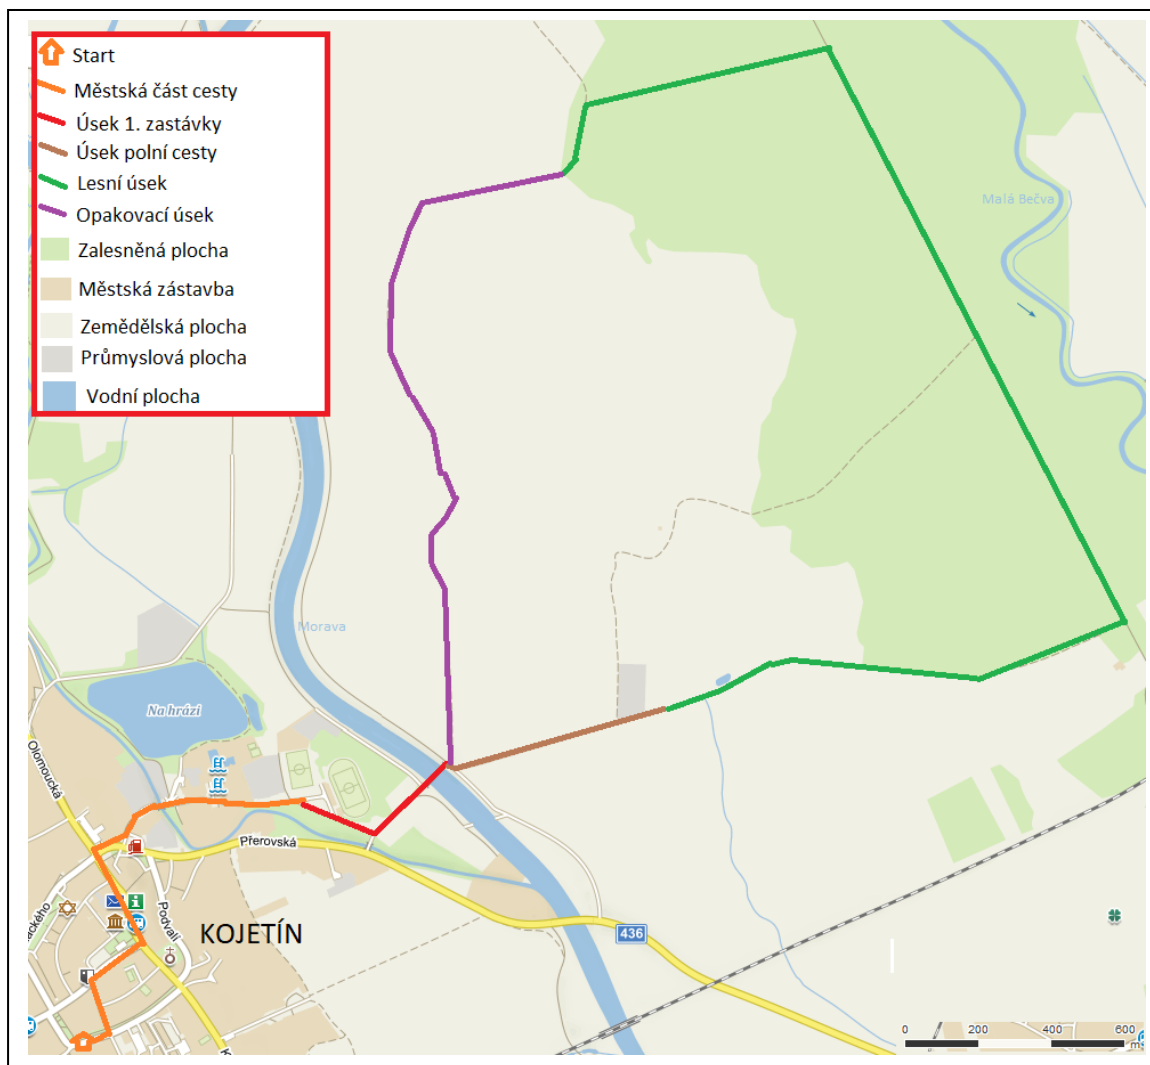 Start
Městská část cesty
Úsek 1. zastávky
Úsek polní cesty
Lesní úsek
Opakovací úsek
Zalesněná plocha
Městská zástavba
Zemědělská plocha
Průmyslová plocha
Vodní plocha
Malá Bečva
Morava
Na hrázi
Olomoucká
Přerovská
ackého
Podvalí
KOJETÍN
436
K
0 200 400 600
m